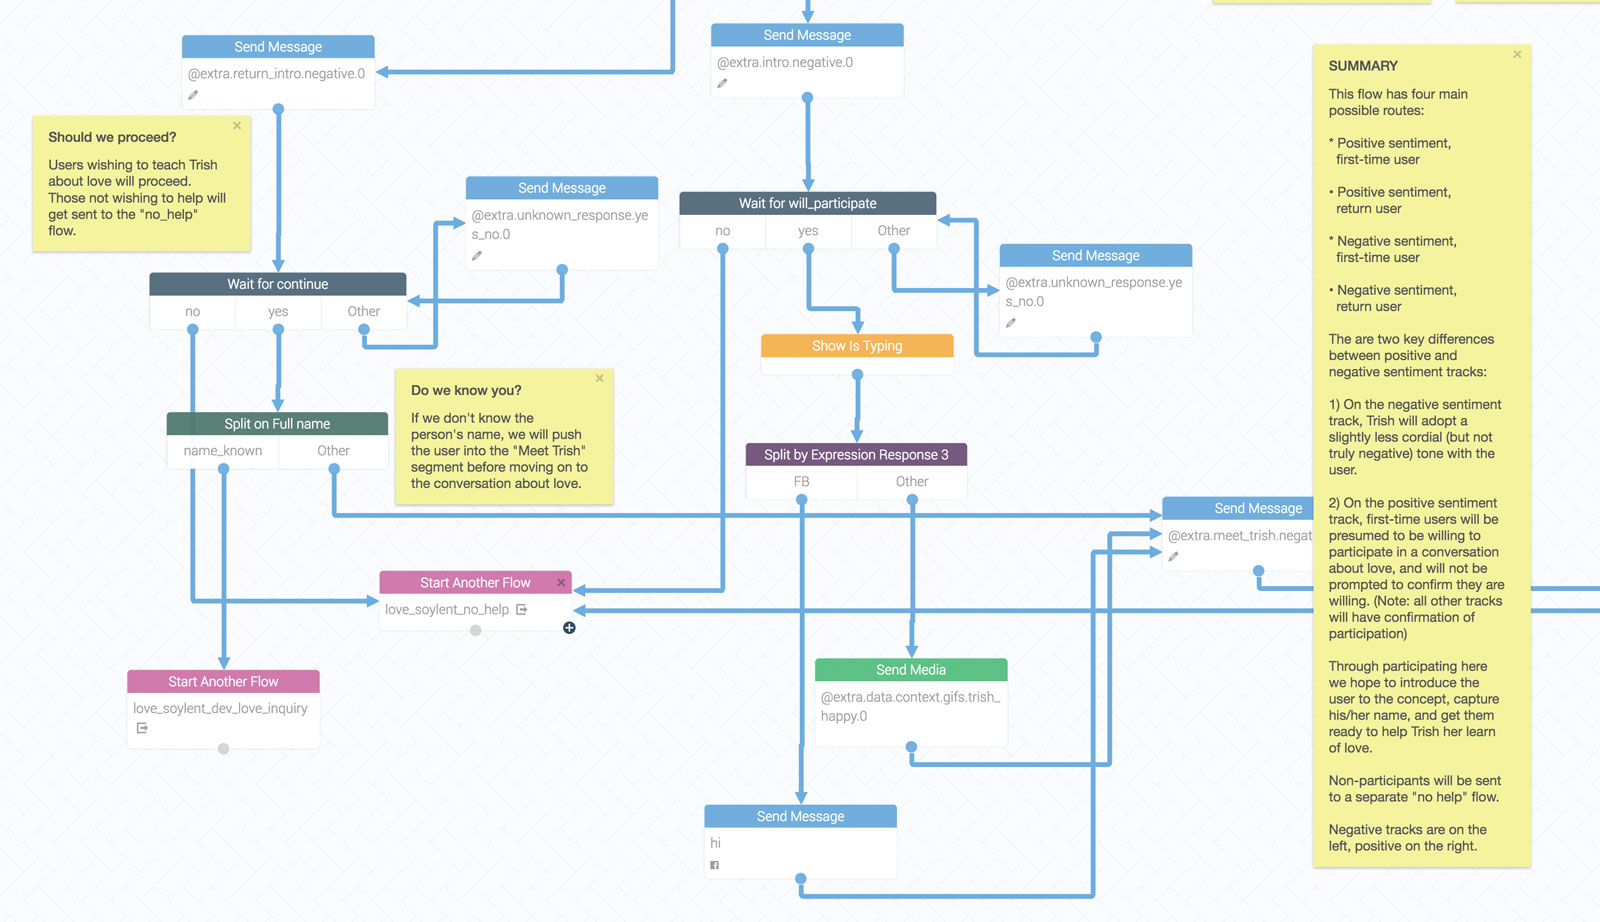 Send Message
@extra.return_intro.negative.0
Send Message
@extra.intro.negative.0
Should we proceed?
Users wishing to teach Trish
about love will proceed.
Those not wishing to help will
get sent to the "no_help"
flow.
Send Message
@extra.unknown_response.ye
s_no.0
Wait for will_participate
no
yes
Other
Send Message
@extra.unknown_response.ye
s_no.0
Wait for continue
no
yes
Other
Show Is Typing
Do we know you?
If we don't know the
person's name, we will push
the user into the "Meet Trish"
segment before moving on to
the conversation about love.
Split on Full name
name_known
Other
Split by Expression Response 3
FB
Other
Send Message
@extra.meet_trish.negat
Start Another Flow
love_soylent_no_help
Start Another Flow
love_soylent_dev_love_inquiry
Send Media
@extra.data.context.gifs.trish_
happy.0
Send Message
hi
SUMMARY
This flow has four main
possible routes:
* Positive sentiment,
first-time user
• Positive sentiment,
return user
* Negative sentiment,
first-time user
• Negative sentiment,
return user
The are two key differences
between positive and
negative sentiment tracks:
1) On the negative sentiment
track, Trish will adopt a
slightly less cordial (but not
truly negative) tone with the
user.
2) On the positive sentiment
track, first-time users will be
presumed to be willing to
participate in a conversation
about love, and will not be
prompted to confirm they are
willing. (Note: all other tracks
will have confirmation of
participation)
Through participating here
we hope to introduce the
user to the concept, capture
his/her name, and get them
ready to help Trish her learn
of love.
Non-participants will be sent
to a separate "no help" flow.
Negative tracks are on the
left, positive on the right.